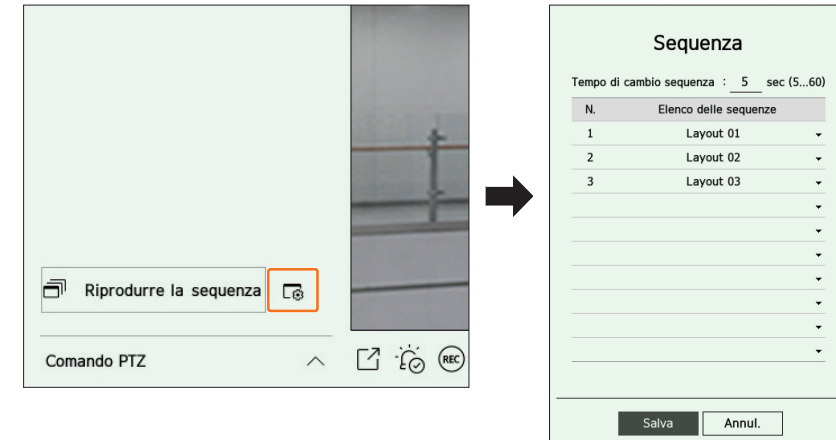 Riprodurre la sequenza
Comando PTZ
REC
Sequenza
Tempo di cambio sequenza : 5 sec (5...60)
N. Elenco delle sequenze
1 Layout 01
2 Layout 02
3 Layout 03
Salva Annul.